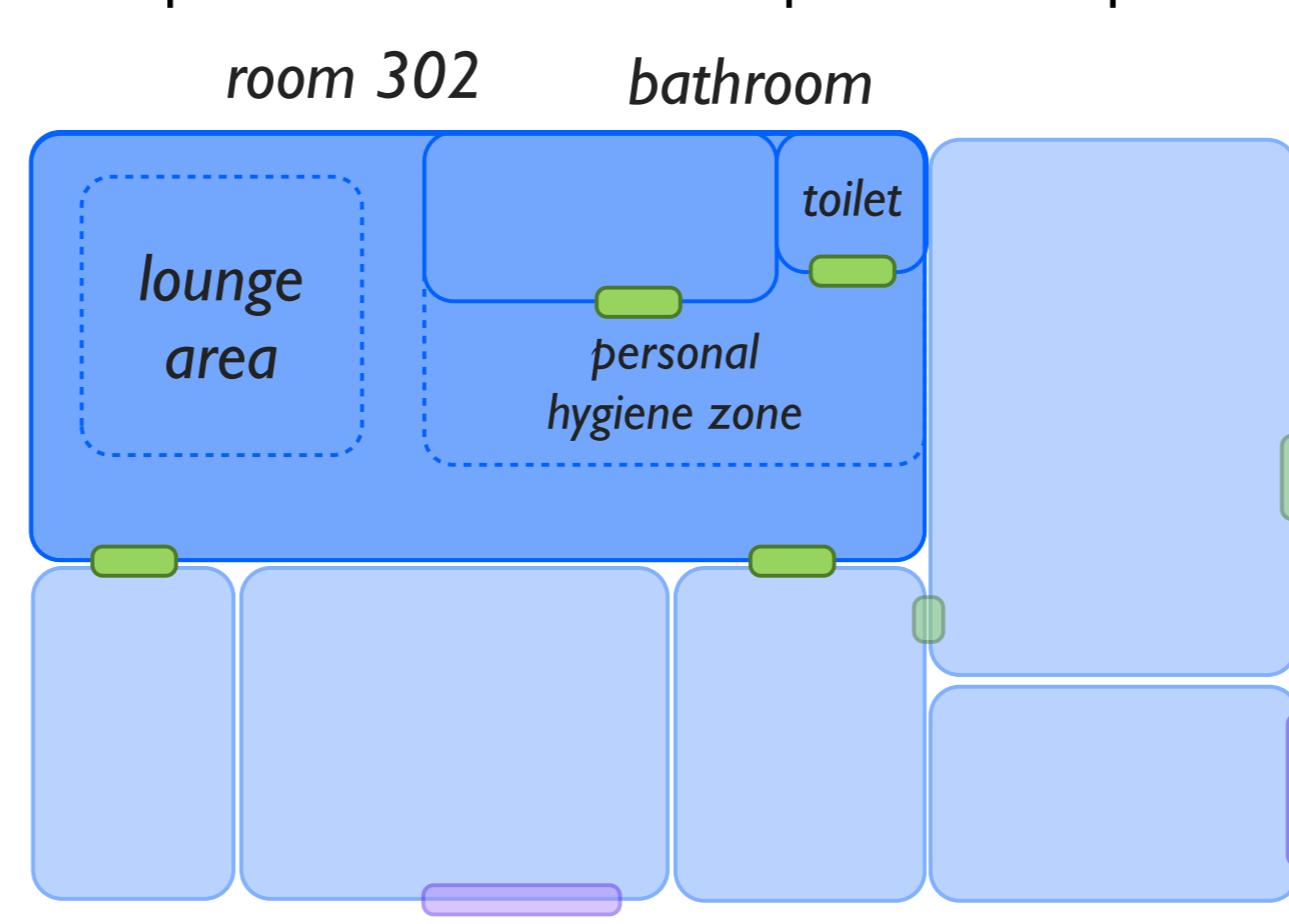 room 302
bathroom
toilet
lounge
area
personal
hygiene zone